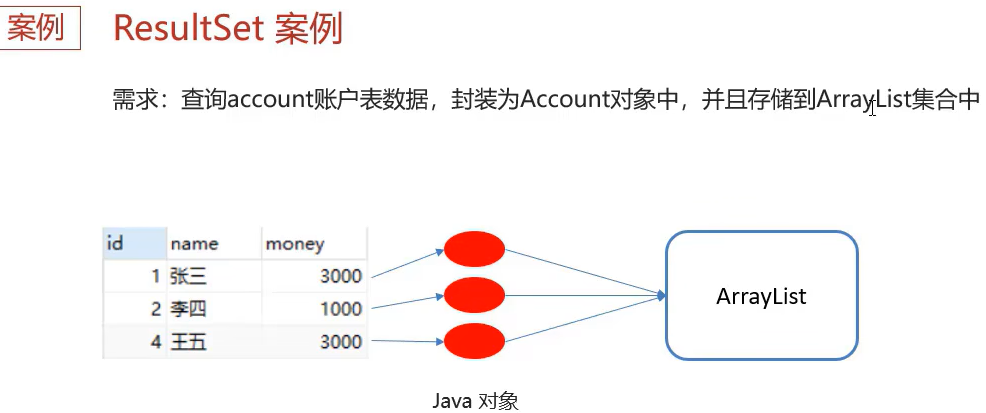 案例
ResultSet 案例
需求：查询account账户表数据，封装为Account对象中，并且存储到ArrayList集合中
id name money
1 张三 3000
2 李四 1000
4 王五 3000
ArrayList
Java 对象